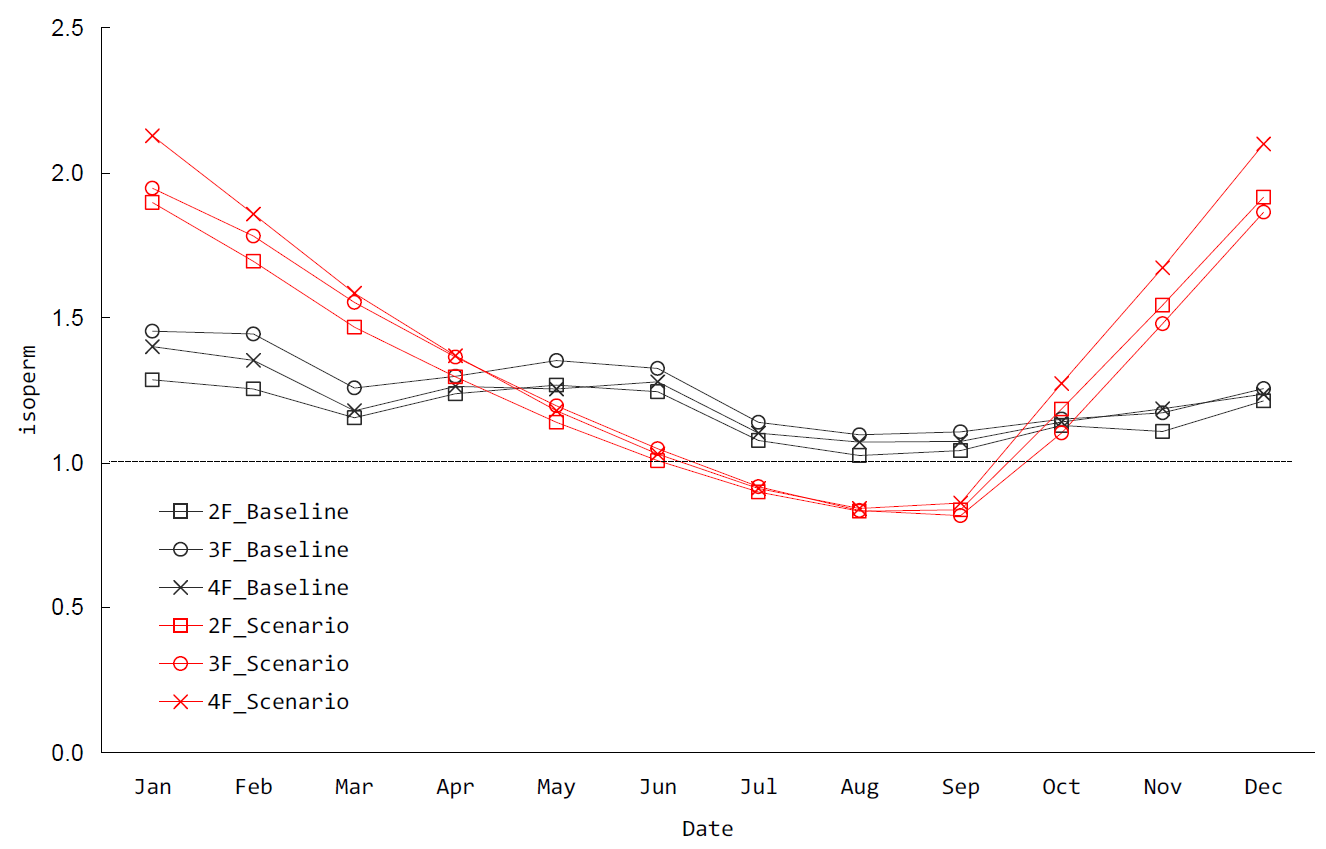 2.5
2.0
1.5
1.0
0.5
0.0
isoperm
2F_Baseline
3F_Baseline
4F_Baseline
2F_Scenario
3F_Scenario
4F_Scenario
Jan Feb Mar Apr May Jun Jul Aug Sep Oct Nov Dec
Date